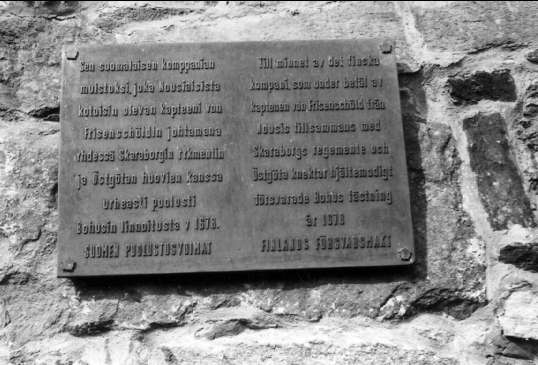 Sen suomalaisen komppanian
muistoksi, joka Nousiaisista
kotoisin olevan kapteeni von
Frisensschöldin johtamana
yhdessä Skaraborgin rykmentin
ja Östgötan huovien kanssa
urheasti puolusti
Bohusin linnoitusta v 1678.
SUOMEN PUOLUSTUSVOIMAT
Till minnet av det finska
kompani, som under befäl av
kaptenen von Frisensschöld från
Nousis tillsammans med
Skaraborgs regemente och
Östgöta knektar hjältemodigt
försvarade Bohus fästning
år 1678
FINLANDS FÖRSVARSMAKT